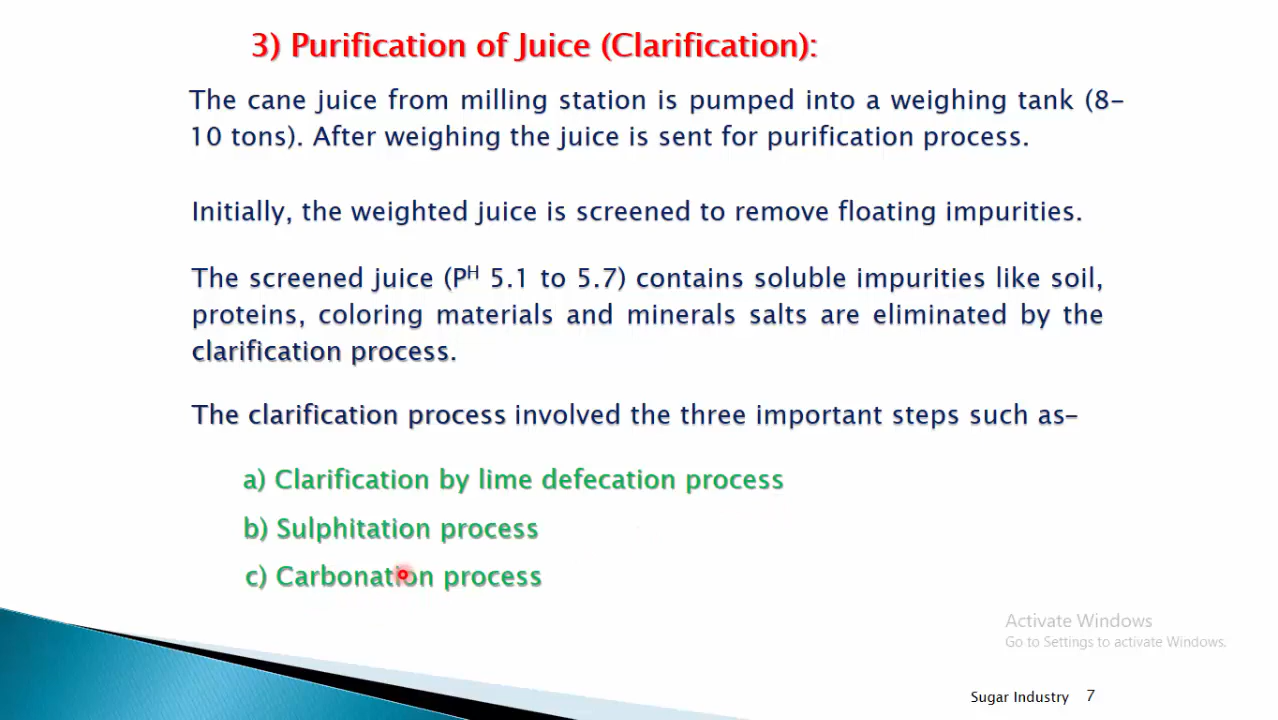 3) Purification of Juice (Clarification):
The cane juice from milling station is pumped into a weighing tank (8-
10 tons). After weighing the juice is sent for purification process.
Initially, the weighted juice is screened to remove floating impurities.
The screened juice (Pᴴ 5.1 to 5.7) contains soluble impurities like soil,
proteins, coloring materials and minerals salts are eliminated by the
clarification process.
The clarification process involved the three important steps such as-
a) Clarification by lime defecation process
b) Sulphitation process
c) Carbonation process
Activate Windows
Go to Settings to activate Windows.
Sugar Industry 7